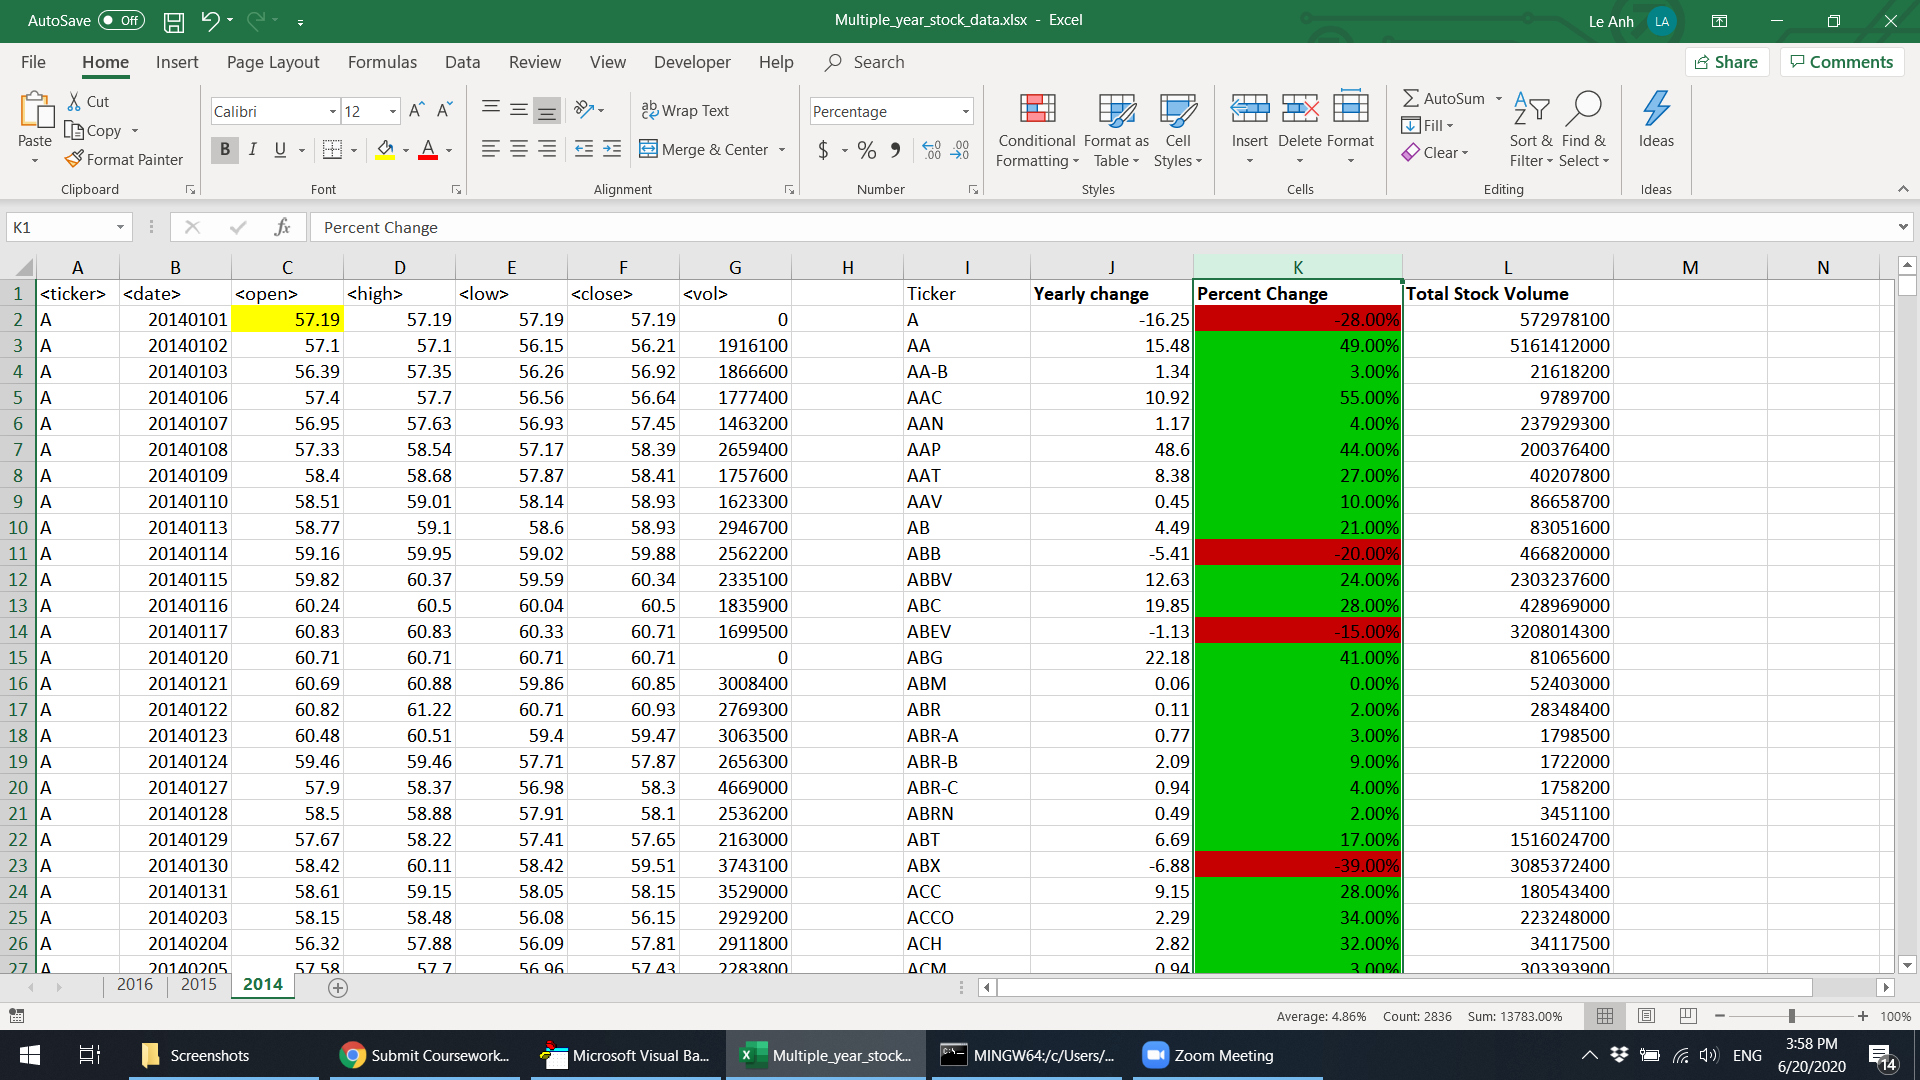 AutoSave Off Multiple_year_stock_data.xlsx - Excel Le Anh LA
File Home Insert Page Layout Formulas Data Review View Developer Help Search Share Comments
Paste Cut Copy Format Painter Clipboard
Calibri 12 B I U A Font
Wrap Text Merge & Center Alignment
Percentage $ % Number
Conditional Formatting Format as Table Cell Styles Styles
Insert Delete Format Cells
AutoSum Fill Clear Sort & Filter Find & Select Editing
Ideas Ideas
K1 fx Percent Change
A B C D E F G H I J K L M N
1 <ticker> <date> <open> <high> <low> <close> <vol> Ticker Yearly change Percent Change Total Stock Volume
2 A 20140101 57.19 57.19 57.19 57.19 0 A -16.25 -28.00% 572978100
3 A 20140102 57.1 57.1 56.15 56.21 1916100 AA 15.48 49.00% 5161412000
4 A 20140103 56.39 57.35 56.26 56.92 1866600 AA-B 1.34 3.00% 21618200
5 A 20140106 57.4 57.7 56.56 56.64 1777400 AAC 10.92 55.00% 9789700
6 A 20140107 56.95 57.63 56.93 57.45 1463200 AAN 1.17 4.00% 237929300
7 A 20140108 57.33 58.54 57.17 58.39 2659400 AAP 48.6 44.00% 200376400
8 A 20140109 58.4 58.68 57.87 58.41 1757600 AAT 8.38 27.00% 40207800
9 A 20140110 58.51 59.01 58.14 58.93 1623300 AAV 0.45 10.00% 86658700
10 A 20140113 58.77 59.1 58.6 58.93 2946700 AB 4.49 21.00% 83051600
11 A 20140114 59.16 59.95 59.02 59.88 2562200 ABB -5.41 -20.00% 466820000
12 A 20140115 59.82 60.37 59.59 60.34 2335100 ABBV 12.63 24.00% 2303237600
13 A 20140116 60.24 60.5 60.04 60.5 1835900 ABC 19.85 28.00% 428969000
14 A 20140117 60.83 60.83 60.33 60.71 1699500 ABEV -1.13 -15.00% 3208014300
15 A 20140120 60.71 60.71 60.71 60.71 0 ABG 22.18 41.00% 81065600
16 A 20140121 60.69 60.88 59.86 60.85 3008400 ABM 0.06 0.00% 52403000
17 A 20140122 60.82 61.22 60.71 60.93 2769300 ABR 0.11 2.00% 28348400
18 A 20140123 60.48 60.51 59.4 59.47 3063500 ABR-A 0.77 3.00% 1798500
19 A 20140124 59.46 59.46 57.71 57.87 2656300 ABR-B 2.09 9.00% 1722000
20 A 20140127 57.9 58.37 56.98 58.3 4669000 ABR-C 0.94 4.00% 1758200
21 A 20140128 58.5 58.88 57.91 58.1 2536200 ABRN 0.49 2.00% 3451100
22 A 20140129 57.67 58.22 57.41 57.65 2163000 ABT 6.69 17.00% 1516024700
23 A 20140130 58.42 60.11 58.42 59.51 3743100 ABX -6.88 -39.00% 3085372400
24 A 20140131 58.61 59.15 58.05 58.15 3529000 ACC 9.15 28.00% 180543400
25 A 20140203 58.15 58.48 56.08 56.15 2929200 ACCO 2.29 34.00% 223248000
26 A 20140204 56.32 57.88 56.09 57.81 2911800 ACH 2.82 32.00% 34117500
27 A 20140205 57.58 57.7 56.96 57.43 2283800 ACM 0.94 3.00% 303393900
2016 2015 2014
Average: 4.86% Count: 2836 Sum: 13783.00% 100%
Screenshots Submit Coursework... Microsoft Visual Ba... Multiple_year_stock... MINGW64:/c/Users/... Zoom Meeting ENG 3:58 PM
6/20/2020 14